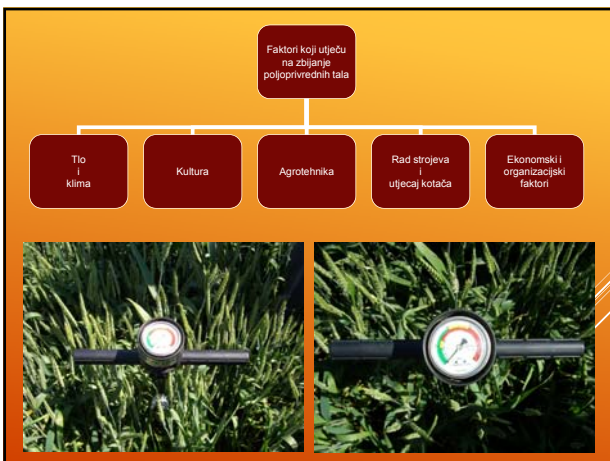 Faktori koji utječu
na zbijanje
poljoprivrednih tala
Tlo
i
klima
Kultura
Agrotehnika
Rad strojeva
i
utjecaj kotača
Ekonomski i
organizacijski
faktori